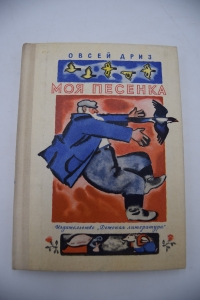 ОВСЕЙ ДРИЗ
МОЯ ПЕСЕНКА
Издательство „Детская литература"